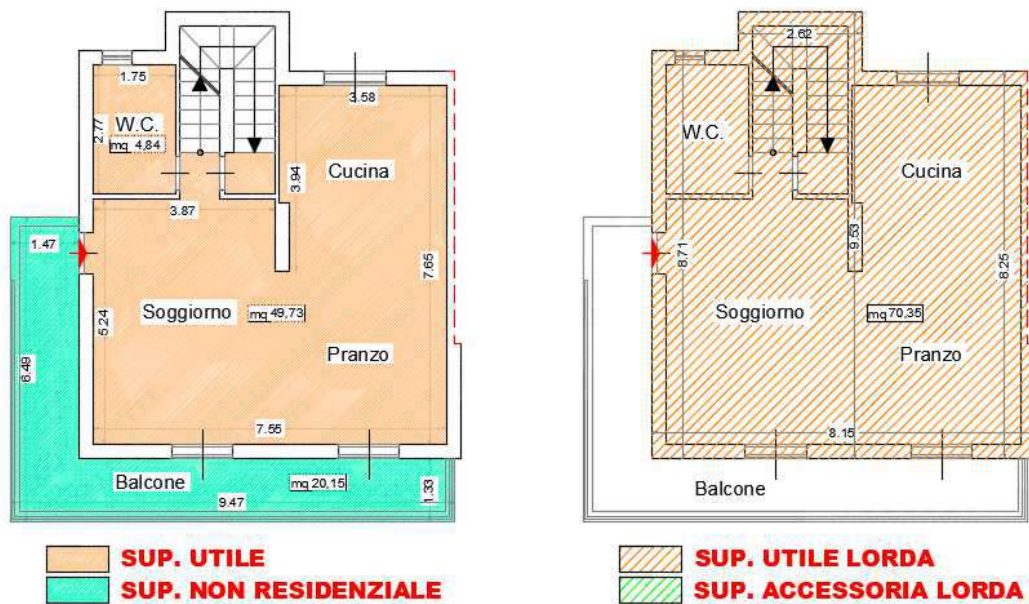 1.75
3.58
2.77
W.C.
mq 4,84
3.94
Cucina
3.87
1.47
7.65
5.24
Soggiorno
mq 49,73
6.49
Pranzo
7.55
Balcone
mq 20,15
1.33
9.47
SUP. UTILE
SUP. NON RESIDENZIALE
2.62
W.C.
Cucina
9.53
8.71
8.25
Soggiorno
mq 70,35
Pranzo
8.15
Balcone
SUP. UTILE LORDA
SUP. ACCESSORIA LORDA